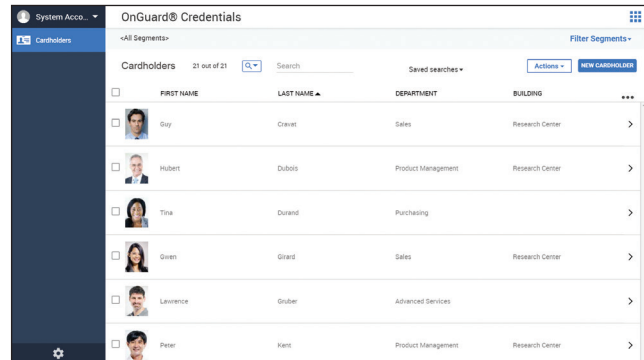 System Acco...
OnGuard® Credentials
Cardholders
<All Segments>
Filter Segments
Cardholders 21 out of 21 Search Saved searches Actions NEW CARDHOLDER
FIRST NAME LAST NAME DEPARTMENT BUILDING
Guy Cravat Sales Research Center
Hubert Dubois Product Management Research Center
Tina Durand Purchasing
Gwen Girard Sales Research Center
Lawrence Gruber Advanced Services
Peter Kent Product Management Research Center